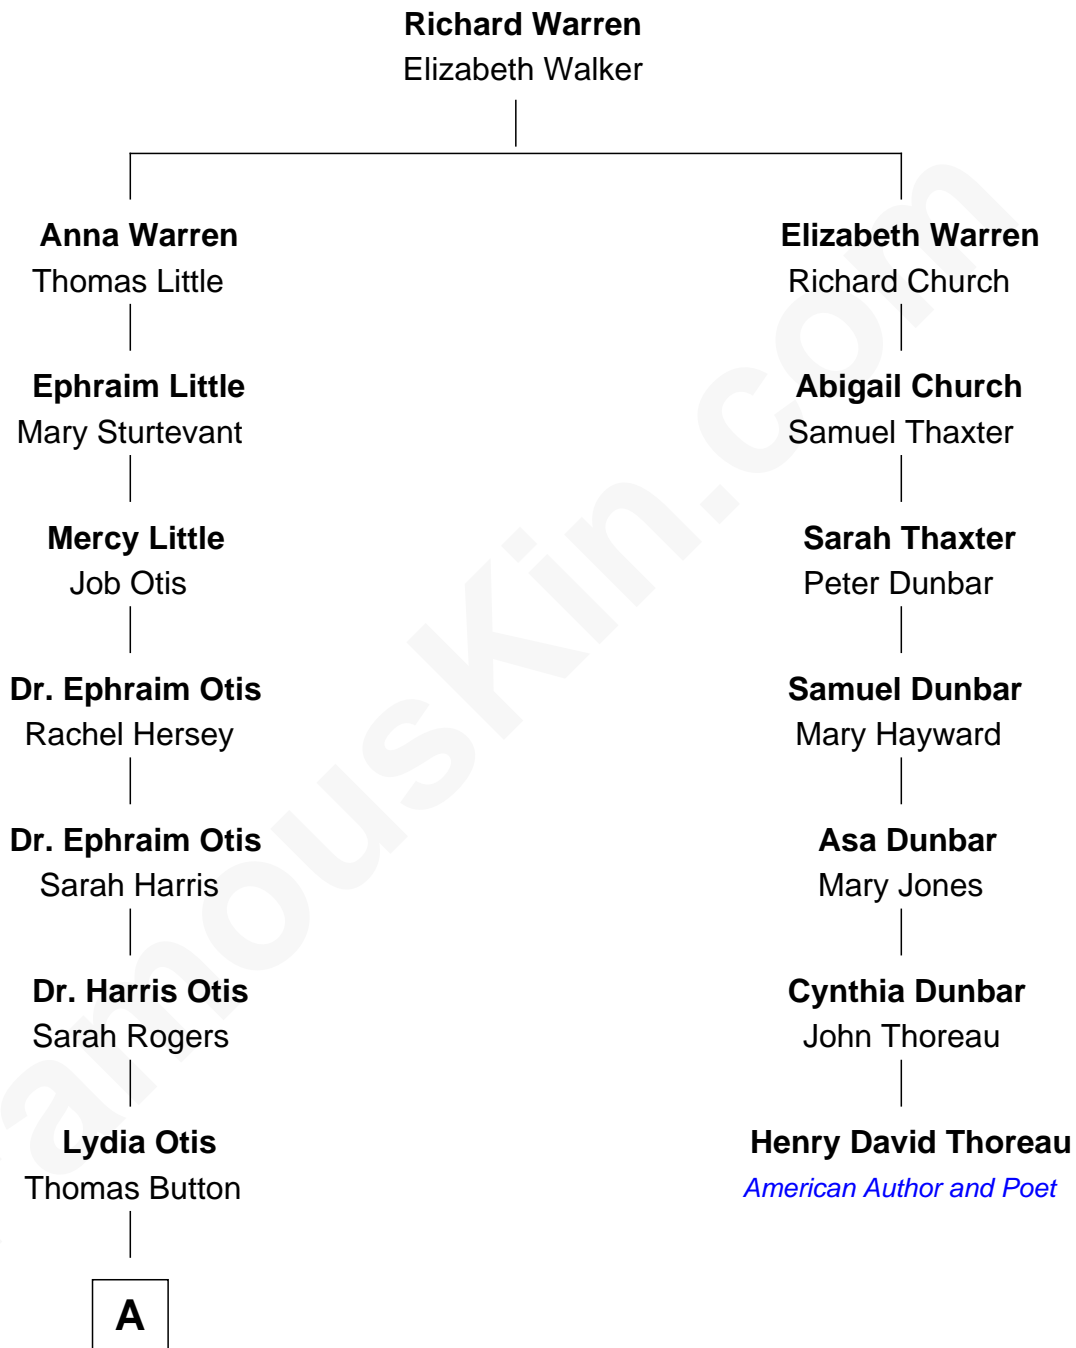 Richard Warren
Elizabeth Walker
Anna Warren
Thomas Little
Ephraim Little
Mary Sturtevant
Mercy Little
Job Otis
Dr. Ephraim Otis
Rachel Hersey
Dr. Ephraim Otis
Sarah Harris
Dr. Harris Otis
Sarah Rogers
Lydia Otis
Thomas Button
A
Elizabeth Warren
Richard Church
Abigail Church
Samuel Thaxter
Sarah Thaxter
Peter Dunbar
Samuel Dunbar
Mary Hayward
Asa Dunbar
Mary Jones
Cynthia Dunbar
John Thoreau
Henry David Thoreau
American Author and Poet
amousKin.com